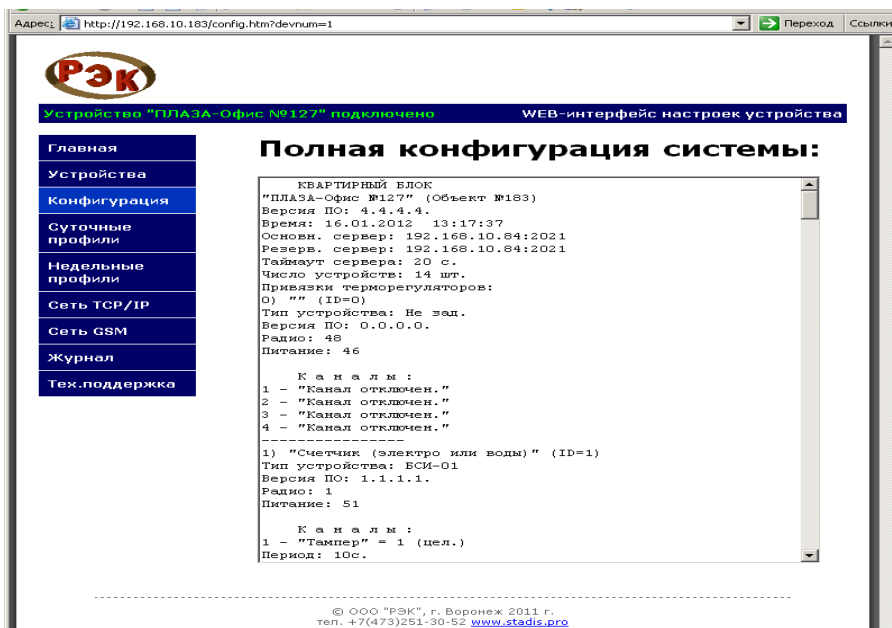 Адрес: http://192.168.10.183/config.htm?devnum=1 Переход Ссылки
РЭК
Устройство "ПЛАЗА-Офис №127" подключено WEB-интерфейс настроек устройства
Главная
Устройства
Конфигурация
Суточные
профили
Недельные
профили
Сеть TCP/IP
Сеть GSM
Журнал
Тех.поддержка
Полная конфигурация системы:
КВАРТИРНЫЙ БЛОК
"ПЛАЗА-Офис №127" (Объект №183)
Версия ПО: 4.4.4.4.
Время: 16.01.2012 13:17:37
Основн. сервер: 192.168.10.84:2021
Резерв. сервер: 192.168.10.84:2021
Таймаут сервера: 20 с.
Число устройств: 14 шт.
Привязки терморегуляторов:
0) "" (ID=0)
Тип устройства: Не зад.
Версия ПО: 0.0.0.0.
Радио: 48
Питание: 46
К а н а л ы :
1 - "Канал отключен."
2 - "Канал отключен."
3 - "Канал отключен."
4 - "Канал отключен."
----------------
1) "Счетчик (электро или воды)" (ID=1)
Тип устройства: БСИ-01
Версия ПО: 1.1.1.1.
Радио: 1
Питание: 51
К а н а л ы :
1 - "Тампер" = 1 (цел.)
Период: 10с.
© ООО "РЭК", г. Воронеж 2011 г.
тел. +7(473)251-30-52 www.stadis.pro